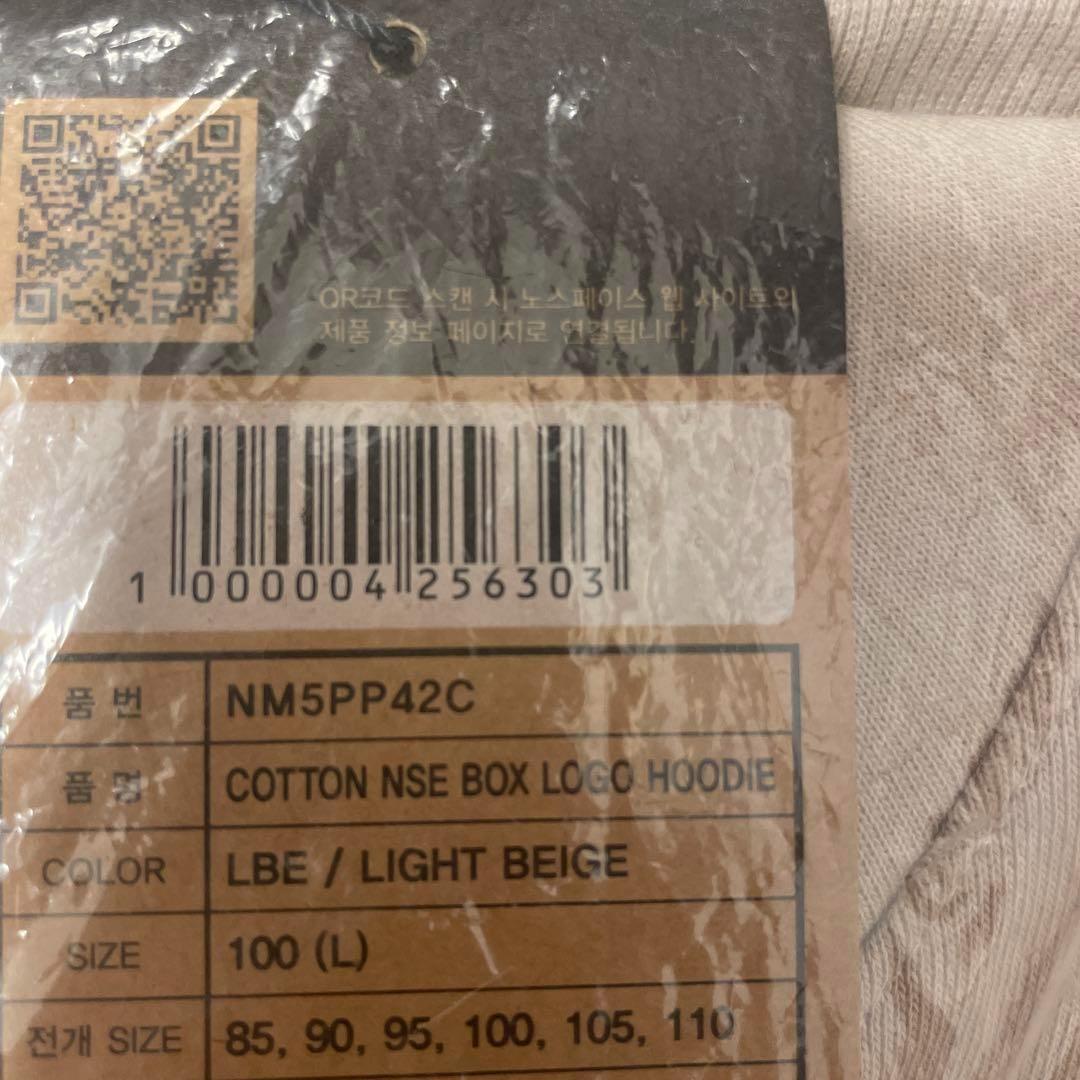 QR코드 스캔 시 노스페이스 웹 사이트의
제품 정보 페이지로 연결됩니다.
1 000004 256303
품 번 NM5PP42C
품 명 COTTON NSE BOX LOGO HOODIE
COLOR LBE / LIGHT BEIGE
SIZE 100 (L)
전개 SIZE 85, 90, 95, 100, 105, 110